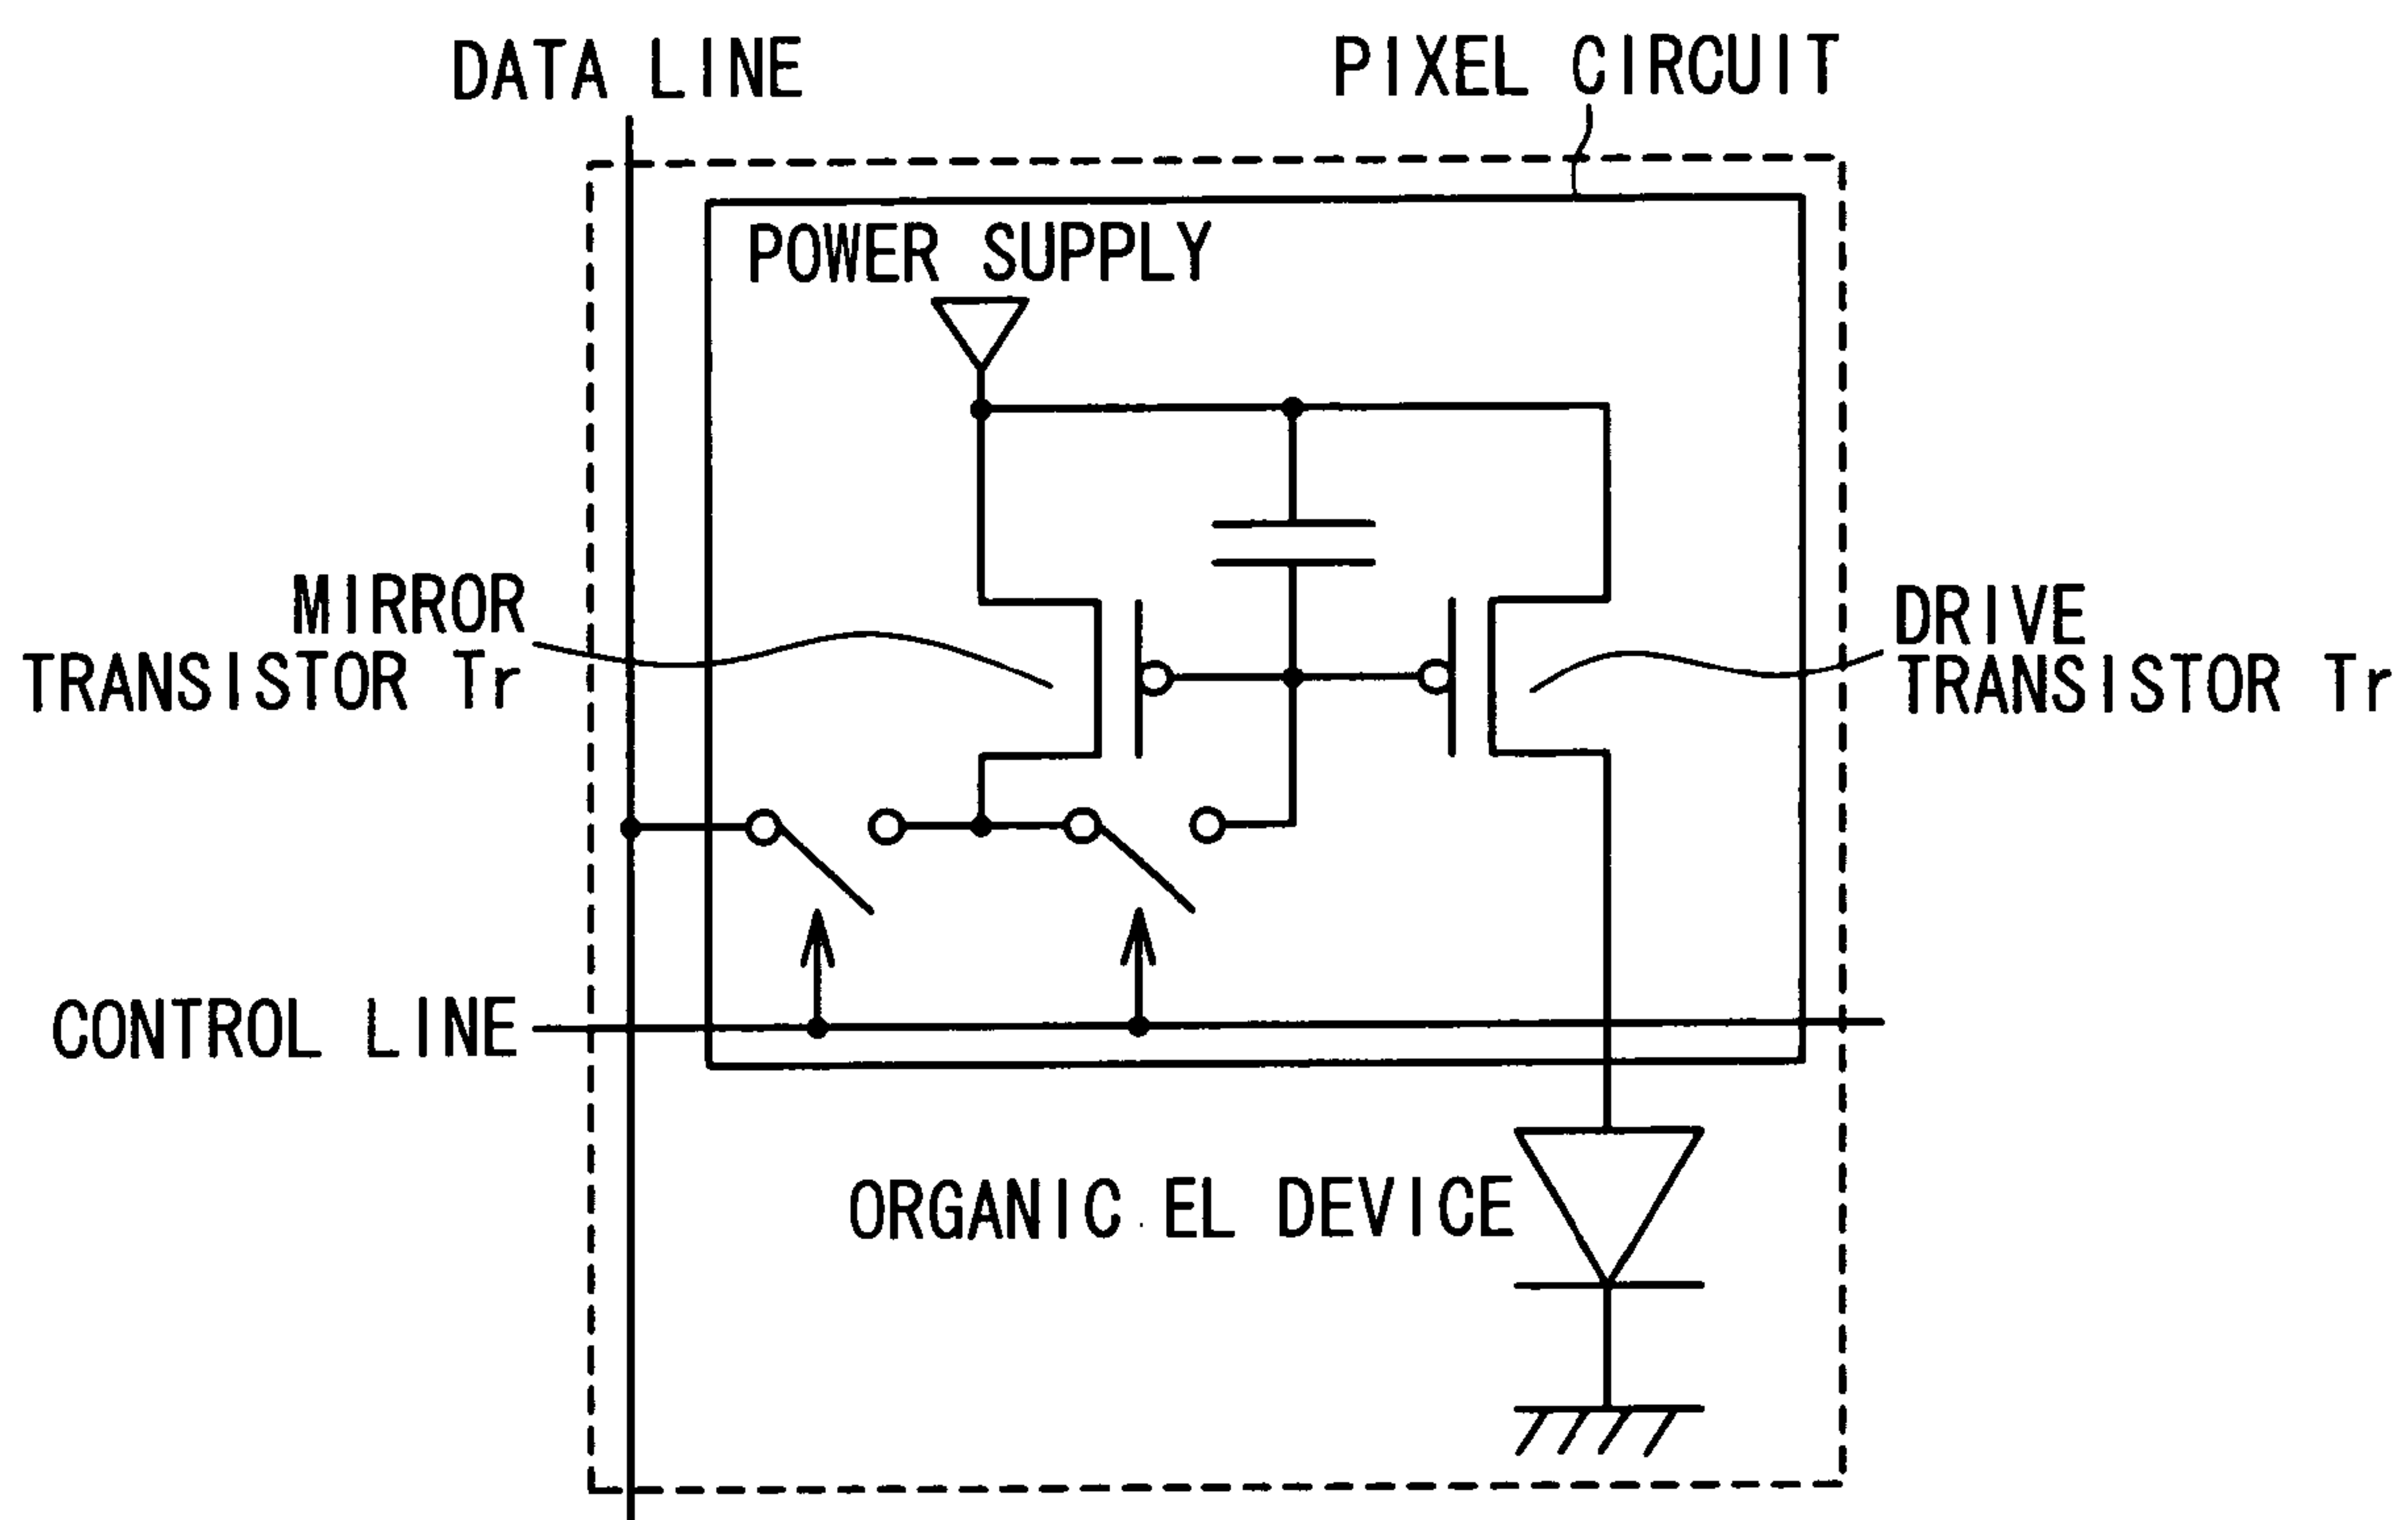 DATA LINE
PIXEL CIRCUIT
POWER SUPPLY
MIRROR
TRANSISTOR Tr
DRIVE
TRANSISTOR Tr
CONTROL LINE
ORGANIC EL DEVICE